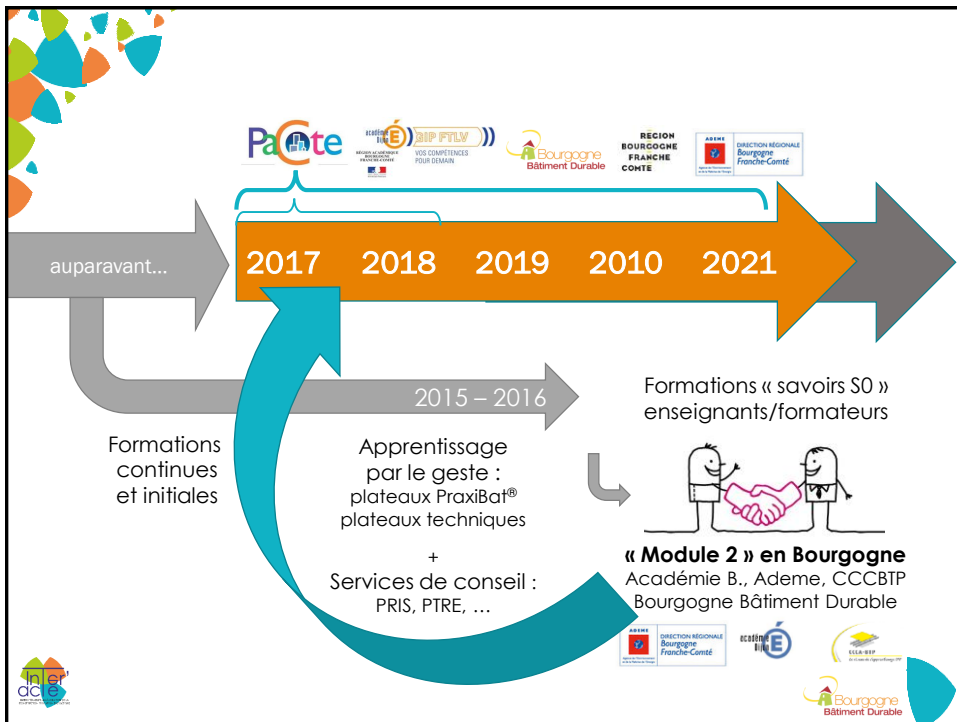 PaCte
académie
Dijon
RÉGION ACADÉMIQUE
BOURGOGNE
FRANCHE-COMTÉ
GIP FTLV
VOS COMPÉTENCES
POUR DEMAIN
Bourgogne
Bâtiment Durable
REGION
BOURGOGNE
FRANCHE
COMTE
ADEME
DIRECTION RÉGIONALE
Bourgogne
Franche-Comté
auparavant...
2017 2018 2019 2010 2021
2015 – 2016
Formations
continues
et initiales
Apprentissage
par le geste :
plateaux PraxiBat®
plateaux techniques
+
Services de conseil :
PRIS, PTRE, …
Formations « savoirs S0 »
enseignants/formateurs
« Module 2 » en Bourgogne
Académie B., Ademe, CCCBTP
Bourgogne Bâtiment Durable
ADEME
DIRECTION RÉGIONALE
Bourgogne
Franche-Comté
académie
Dijon
CCCA-BTP
Inter'
acte
Bourgogne
Bâtiment Durable